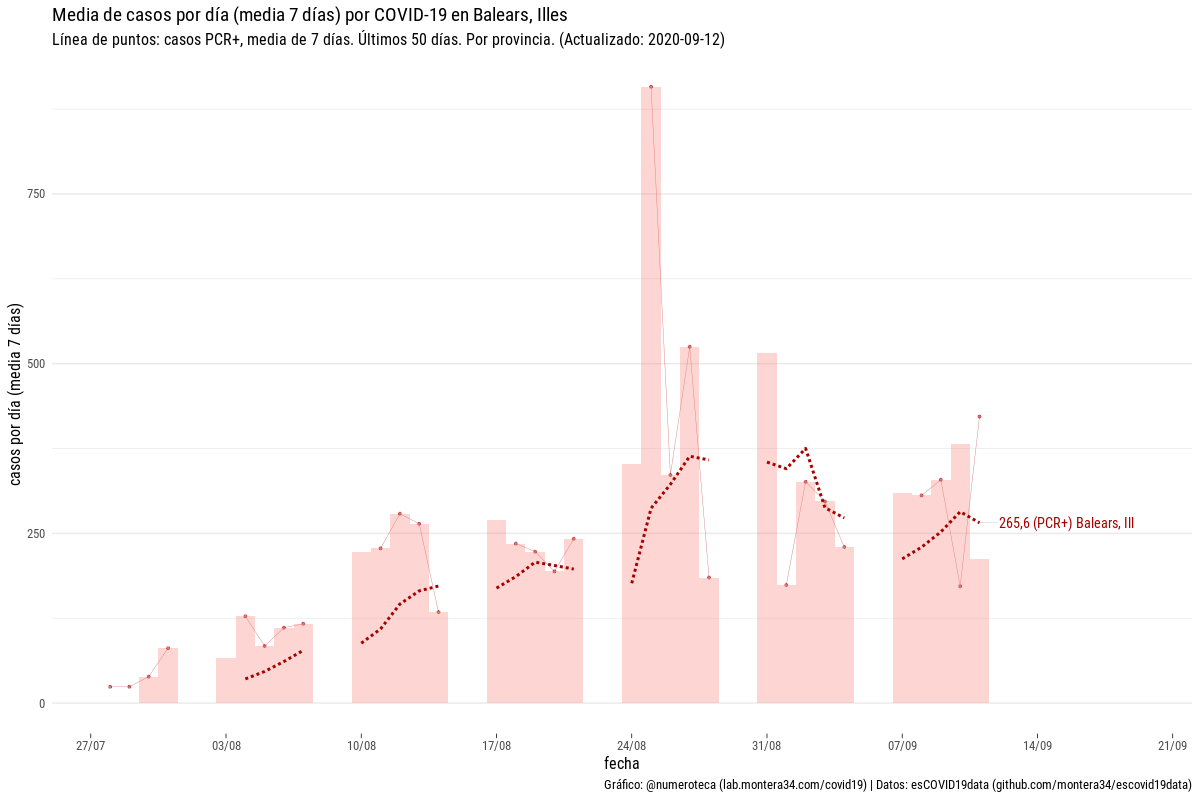 Media de casos por día (media 7 días) por COVID-19 en Balears, Illes
Línea de puntos: casos PCR+, media de 7 días. Últimos 50 días. Por provincia. (Actualizado: 2020-09-12)
casos por día (media 7 días)
750
500
250
0
265,6 (PCR+) Balears, Ill
27/07 03/08 10/08 17/08 24/08 31/08 07/09 14/09 21/09
fecha
Gráfico: @numeroteca (lab.montera34.com/covid19) | Datos: esCOVID19data (github.com/montera34/escovid19data)